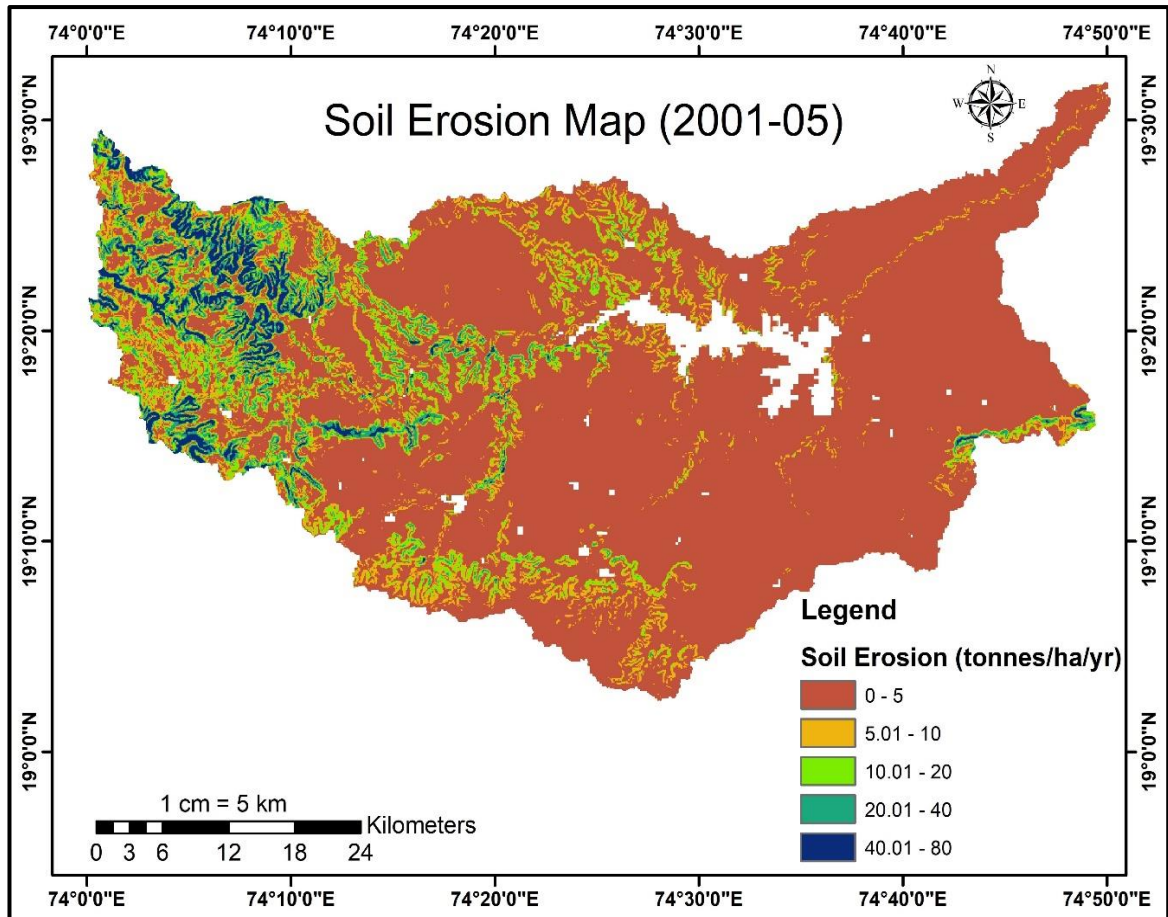 74°0'0"E 74°10'0"E 74°20'0"E 74°30'0"E 74°40'0"E 74°50'0"E
Soil Erosion Map (2001-05)
N
W E
S
19°30'0"N 19°30'0"N
19°20'0"N 19°20'0"N
19°10'0"N 19°10'0"N
19°0'0"N 19°0'0"N
Legend
Soil Erosion (tonnes/ha/yr)
0 - 5
5.01 - 10
10.01 - 20
20.01 - 40
40.01 - 80
1 cm = 5 km
Kilometers
0 3 6 12 18 24
74°0'0"E 74°10'0"E 74°20'0"E 74°30'0"E 74°40'0"E 74°50'0"E